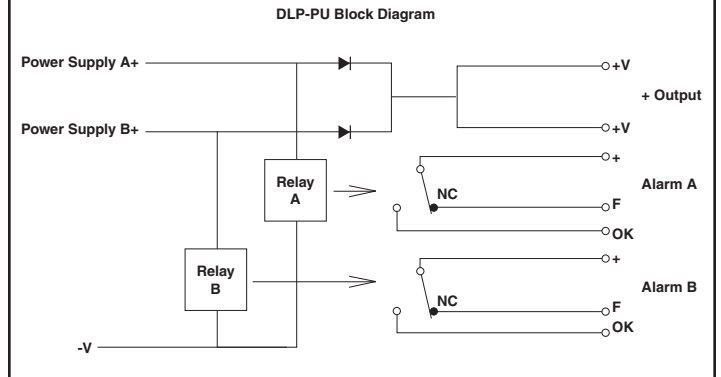 DLP-PU Block Diagram
Power Supply A+
+V
+ Output
Power Supply B+
+V
+
Relay
A
NC
Alarm A
F
OK
+
Relay
B
NC
Alarm B
F
OK
-V